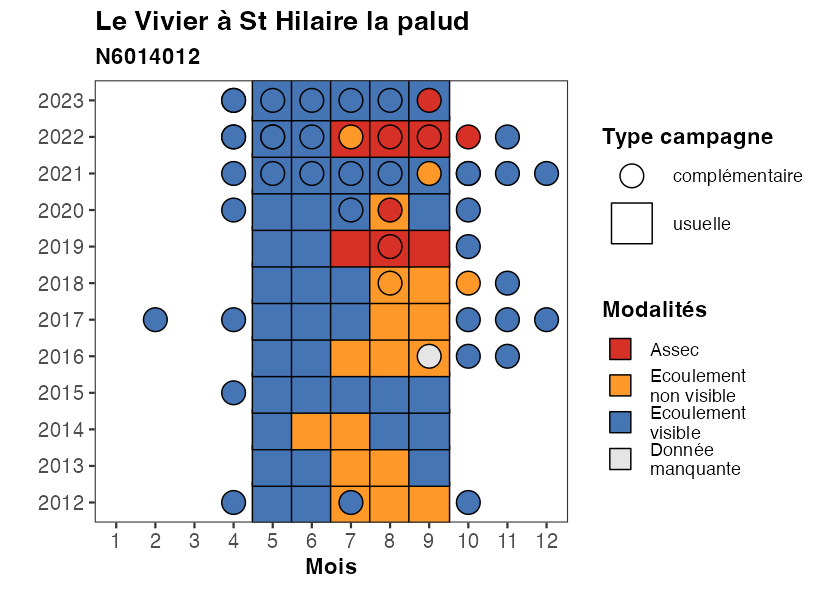 Le Vivier à St Hilaire la palud
N6014012
2023
2022
2021
2020
2019
2018
2017
2016
2015
2014
2013
2012
1 2 3 4 5 6 7 8 9 10 11 12
Mois
Type campagne
complémentaire
usuelle
Modalités
Assec
Ecoulement
non visible
Ecoulement
visible
Donnée
manquante